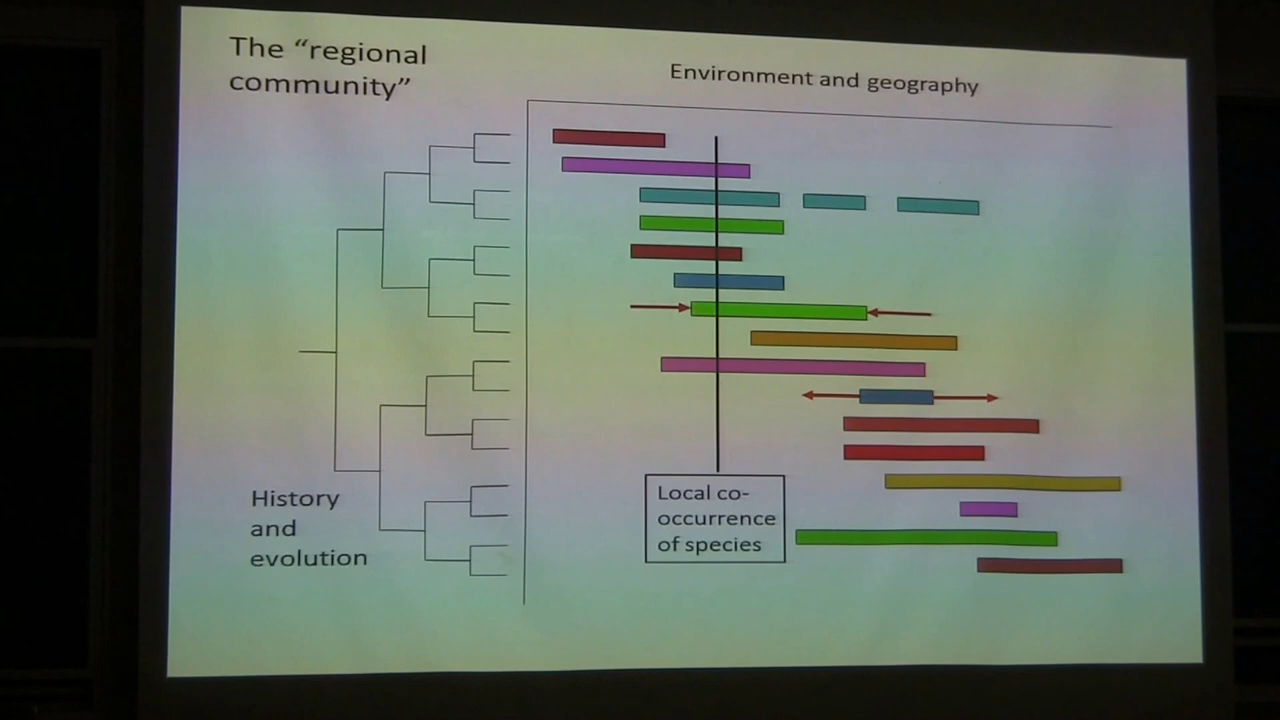 The “regional
community”
Environment and geography
History
and
evolution
Local co-
occurrence
of species